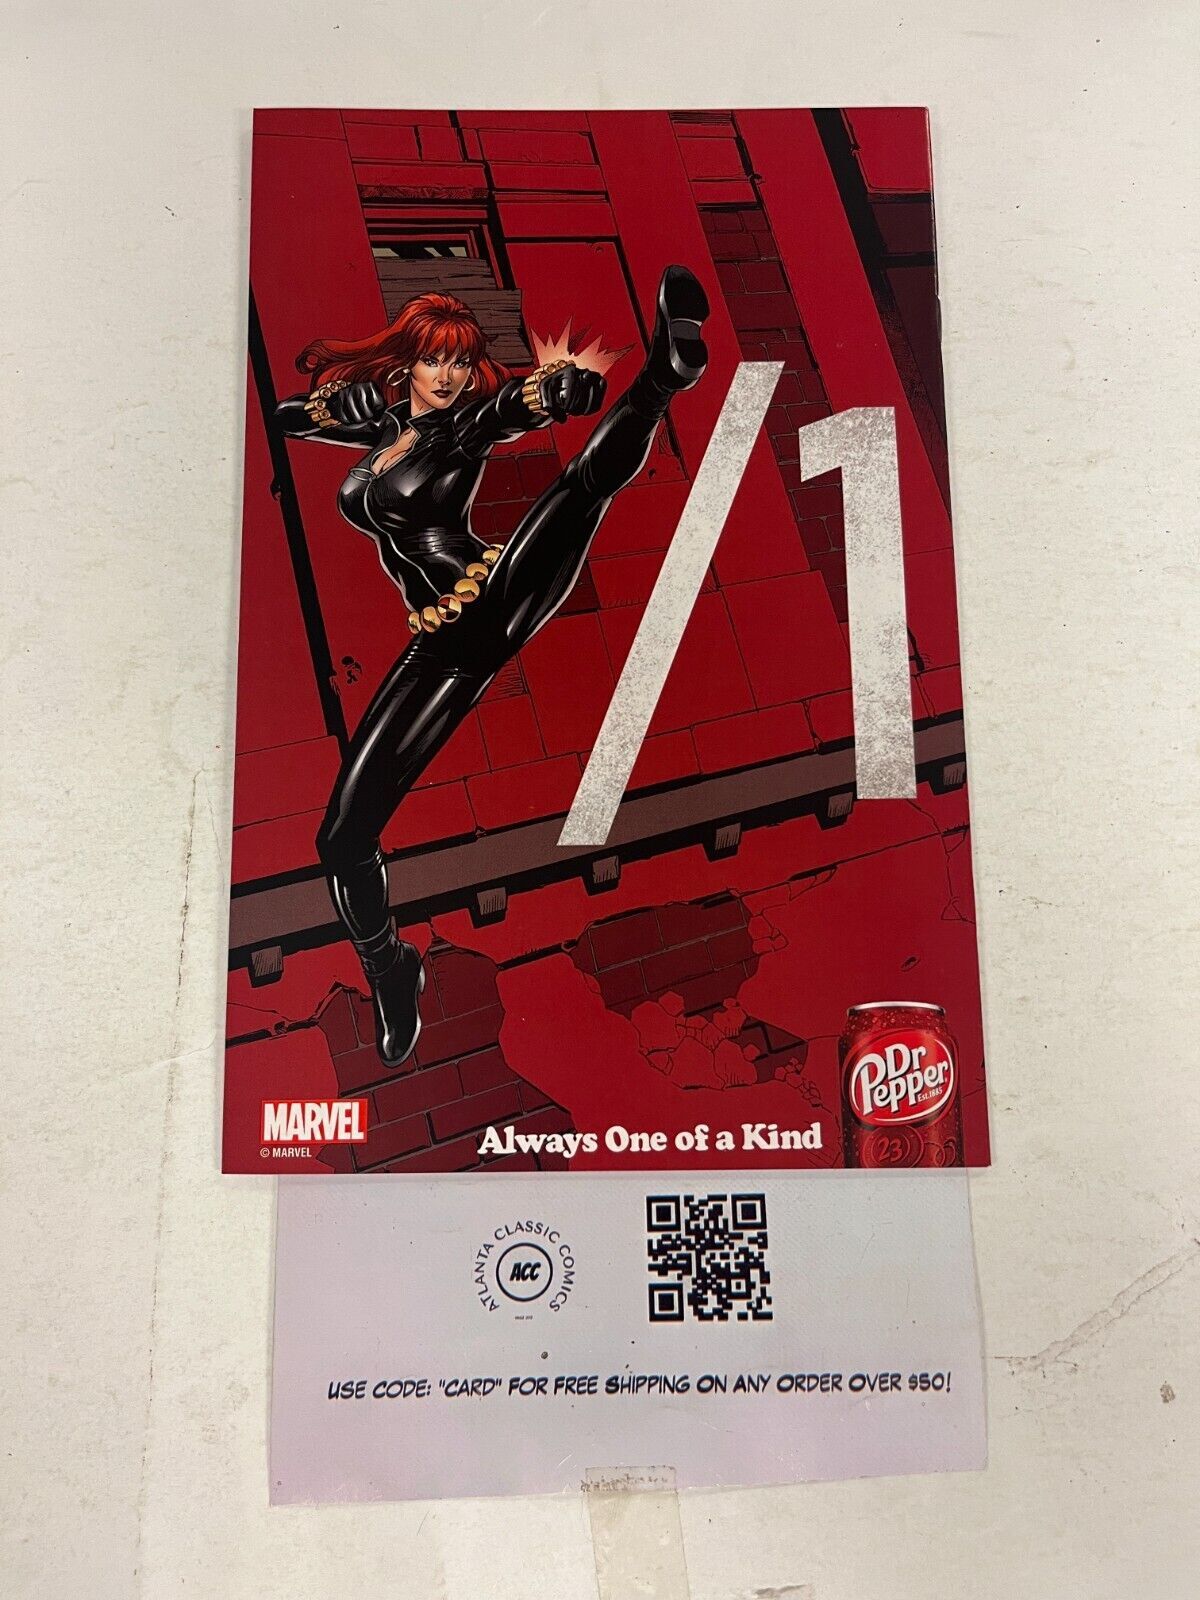 /1
MARVEL
© MARVEL
Always One of a Kind
Dr
Pepper
EST. 1885
23
ATLANTA CLASSIC COMICS
ACC
USE CODE: "CARD" FOR FREE SHIPPING ON ANY ORDER OVER $50!